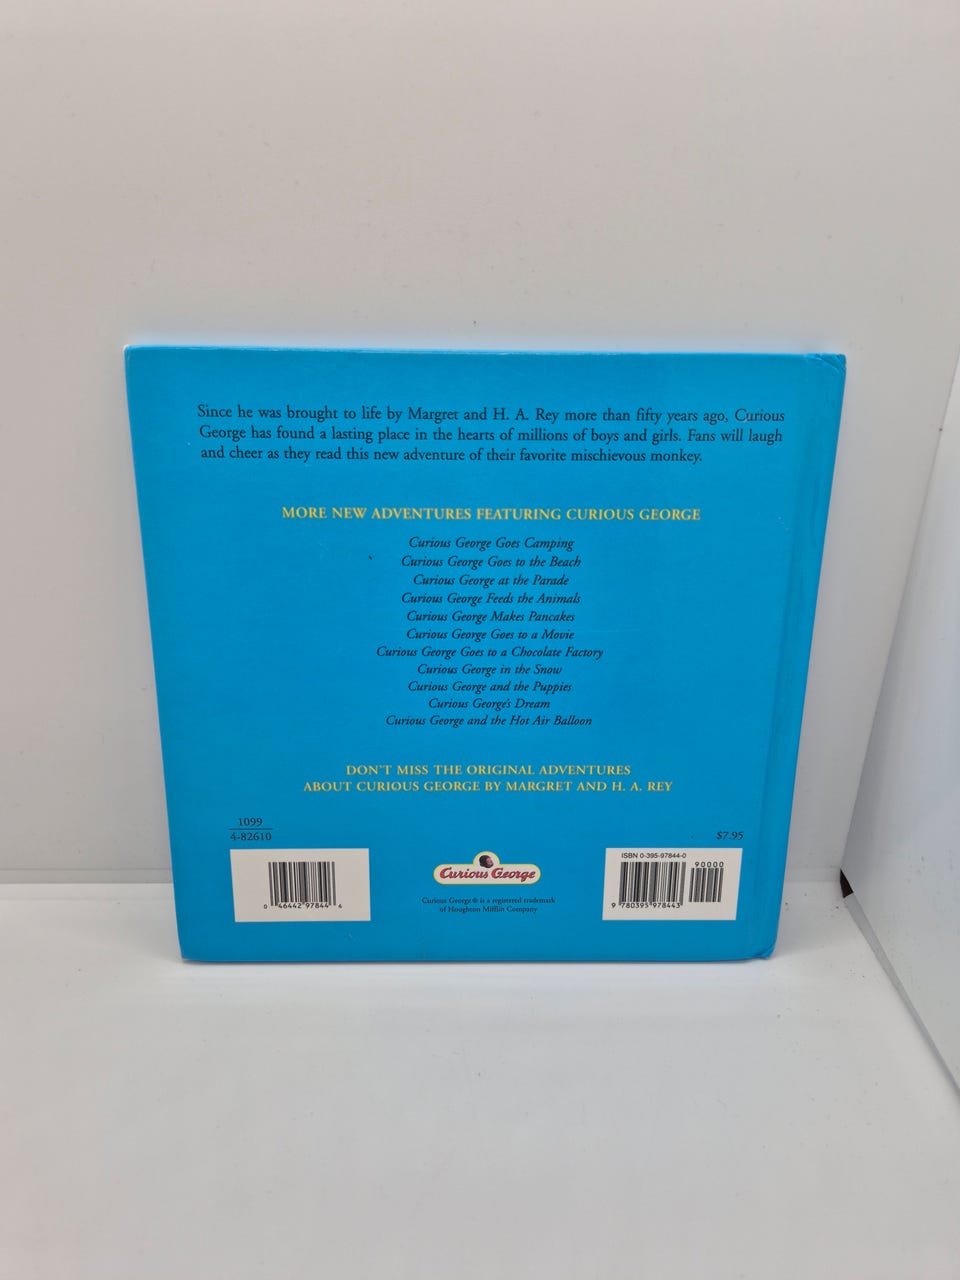 Since he was brought to life by Margret and H. A. Rey more than fifty years ago, Curious
George has found a lasting place in the hearts of millions of boys and girls. Fans will laugh
and cheer as they read this new adventure of their favorite mischievous monkey.
MORE NEW ADVENTURES FEATURING CURIOUS GEORGE
Curious George Goes Camping
Curious George Goes to the Beach
Curious George at the Parade
Curious George Feeds the Animals
Curious George Makes Pancakes
Curious George Goes to a Movie
Curious George Goes to a Chocolate Factory
Curious George in the Snow
Curious George and the Puppies
Curious George's Dream
Curious George and the Hot Air Balloon
DON'T MISS THE ORIGINAL ADVENTURES
ABOUT CURIOUS GEORGE BY MARGRET AND H. A. REY
1099
4-82610
$7.95
0 46442 97844 6
Curious George
Curious George® is a registered trademark
of Houghton Mifflin Company
ISBN 0-395-97844-0
90000
9 780395 978443